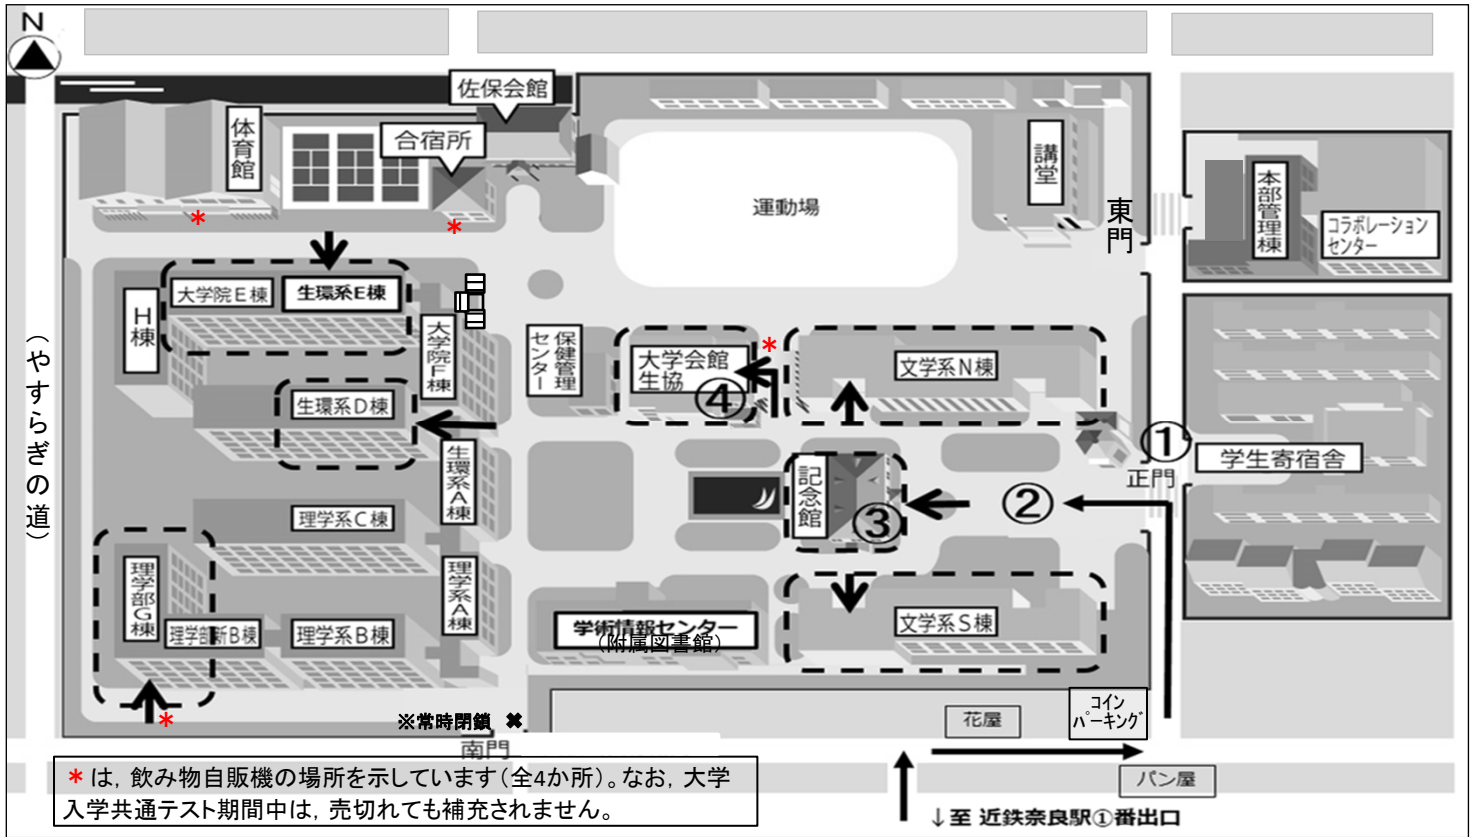 N
佐保会館
体育館
合宿所
運動場
講堂
東門
本部管理棟
コラボレーション
センター
(やすらぎの道)
H棟
大学院E棟
生環系E棟
大学院F棟
保健管理
センター
大学会館
生協
④
文学系N棟
生環系D棟
生環系A棟
記念館
③
②
①
正門
学生寄宿舎
理学系C棟
理学部G棟
理学部新B棟
理学系B棟
理学系A棟
学術情報センター
(附属図書館)
文学系S棟
※常時閉鎖 ✖
南門
花屋
コイン
パーキング
パン屋
↓至 近鉄奈良駅①番出口
*は，飲み物自販機の場所を示しています(全4か所)。なお，大学
入学共通テスト期間中は，売切れても補充されません。